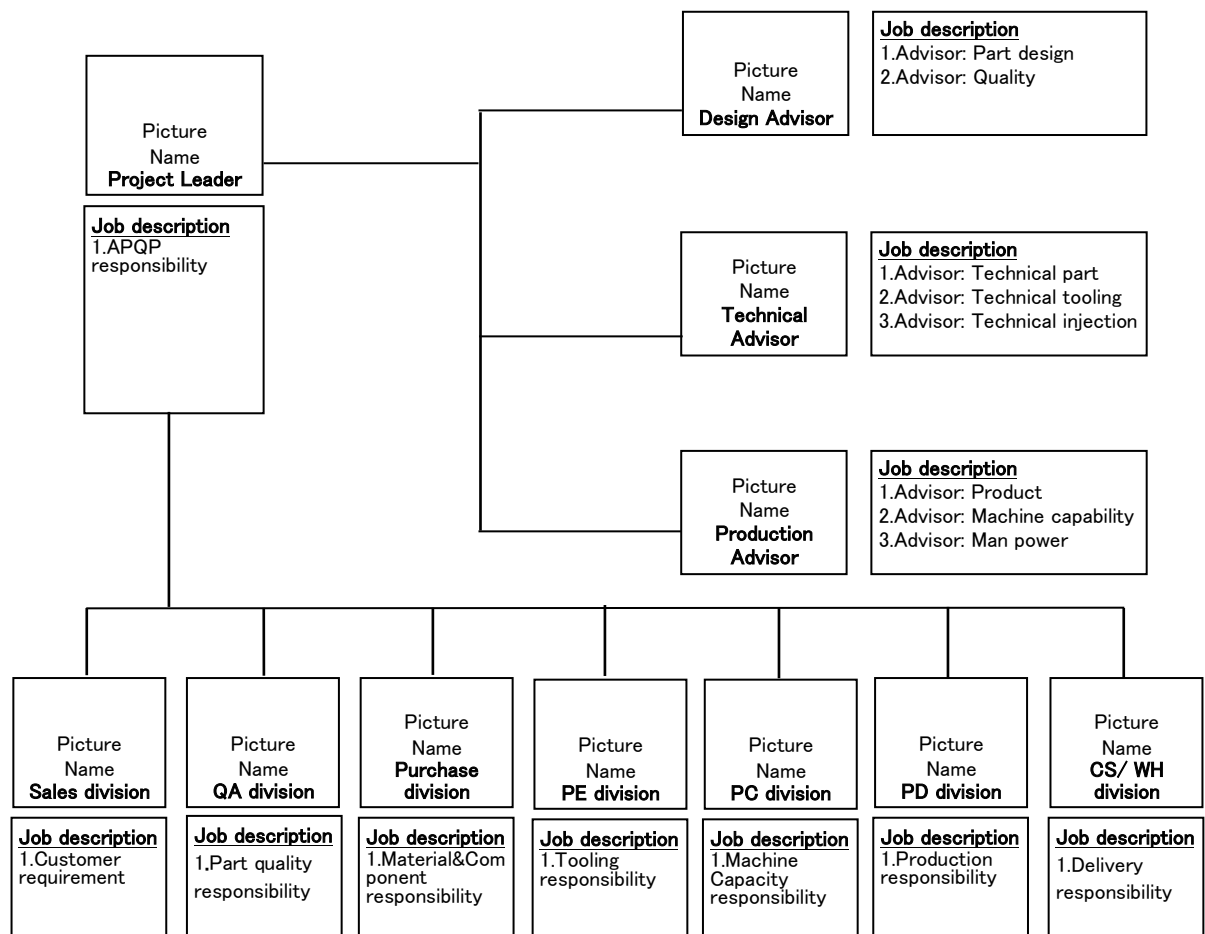 Picture
Name
Project Leader
Job description
1.APQP
responsibility
Picture
Name
Design Advisor
Job description
1.Advisor: Part design
2.Advisor: Quality
Picture
Name
Technical
Advisor
Job description
1.Advisor: Technical part
2.Advisor: Technical tooling
3.Advisor: Technical injection
Picture
Name
Production
Advisor
Job description
1.Advisor: Product
2.Advisor: Machine capability
3.Advisor: Man power
Picture
Name
Sales division
Job description
1.Customer
requirement
Picture
Name
QA division
Job description
1.Part quality
responsibility
Picture
Name
Purchase
division
Job description
1.Material&Com
ponent
responsibility
Picture
Name
PE division
Job description
1.Tooling
responsibility
Picture
Name
PC division
Job description
1.Machine
Capacity
responsibility
Picture
Name
PD division
Job description
1.Production
responsibility
Picture
Name
CS/ WH
division
Job description
1.Delivery
responsibility